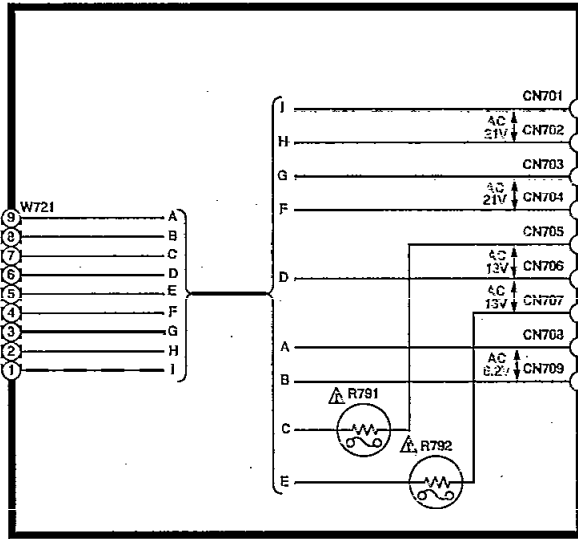 I
CN701
AC
21V
H
CN702
G
CN703
AC
21V
F
CN704
CN705
AC
13V
D
CN706
AC
13V
CN707
A
CN708
AC
6.2V
B
CN709
W721
9 A
8 B
7 C
6 D
5 E
4 F
3 G
2 H
1 I
C
R791
E
R792